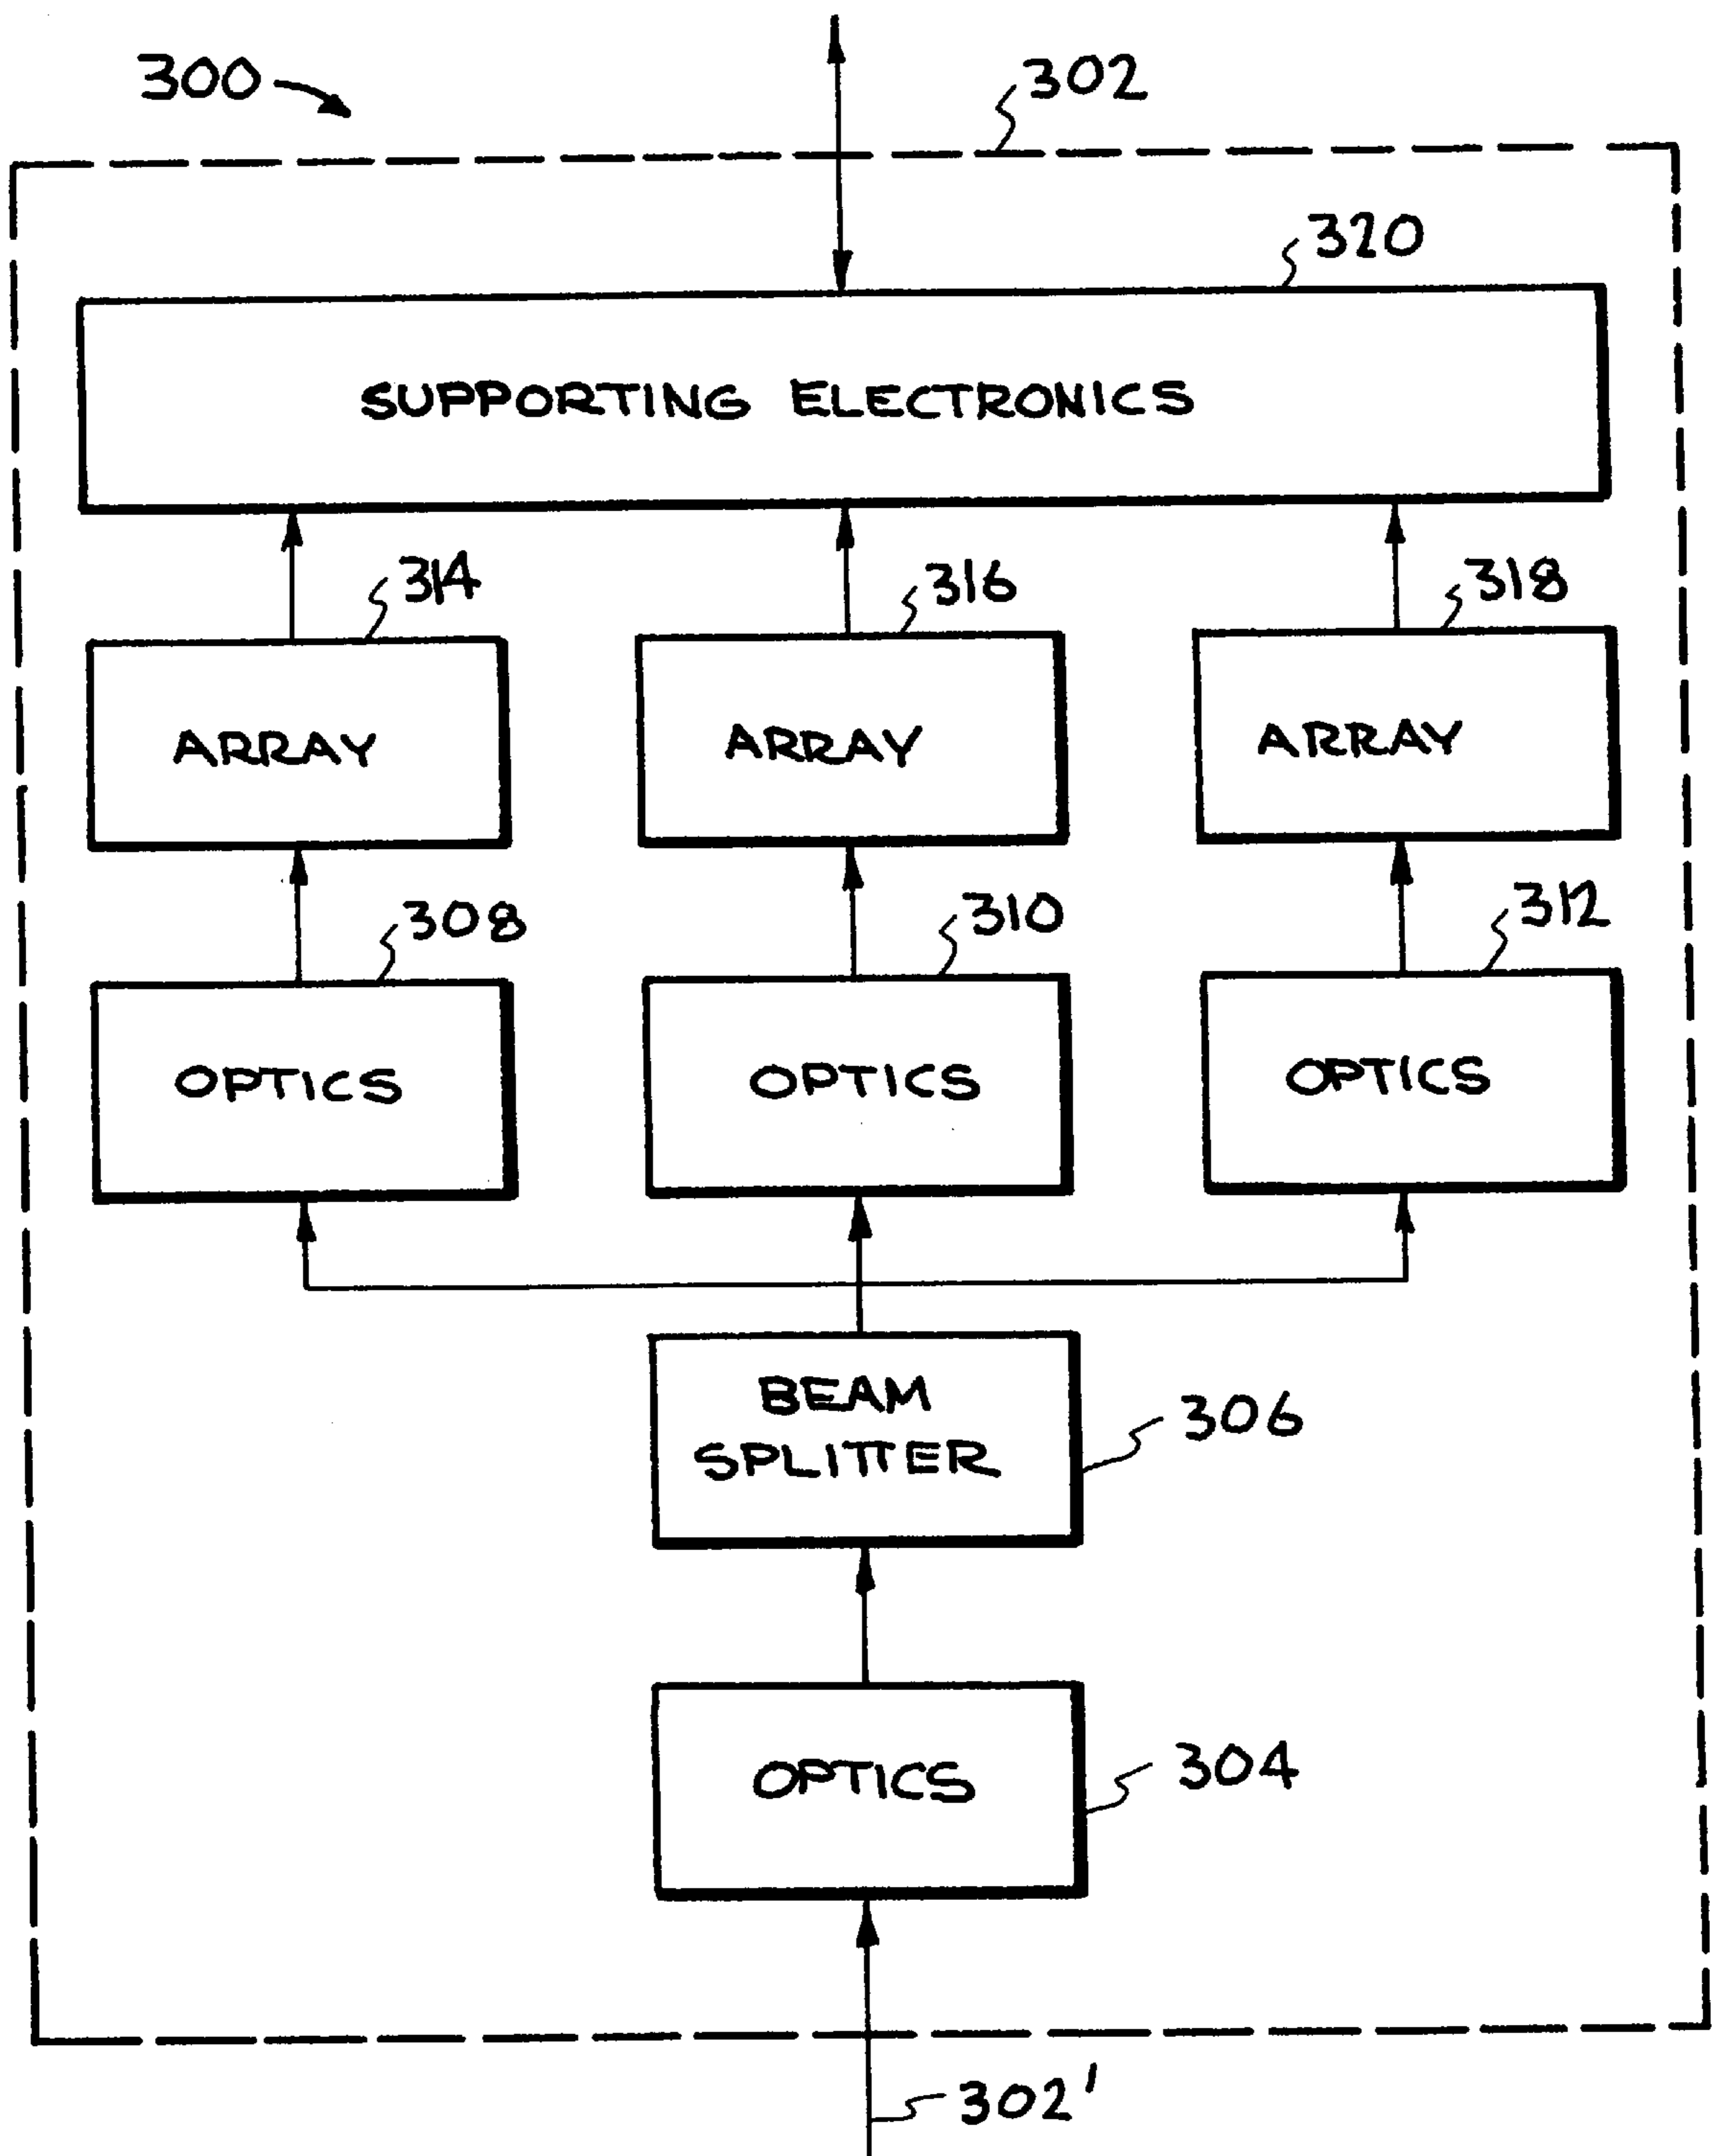 300
302
320
SUPPORTING ELECTRONICS
314
316
318
ARRAY
ARRAY
ARRAY
308
310
312
OPTICS
OPTICS
OPTICS
BEAM
SPLITTER
306
OPTICS
304
302'